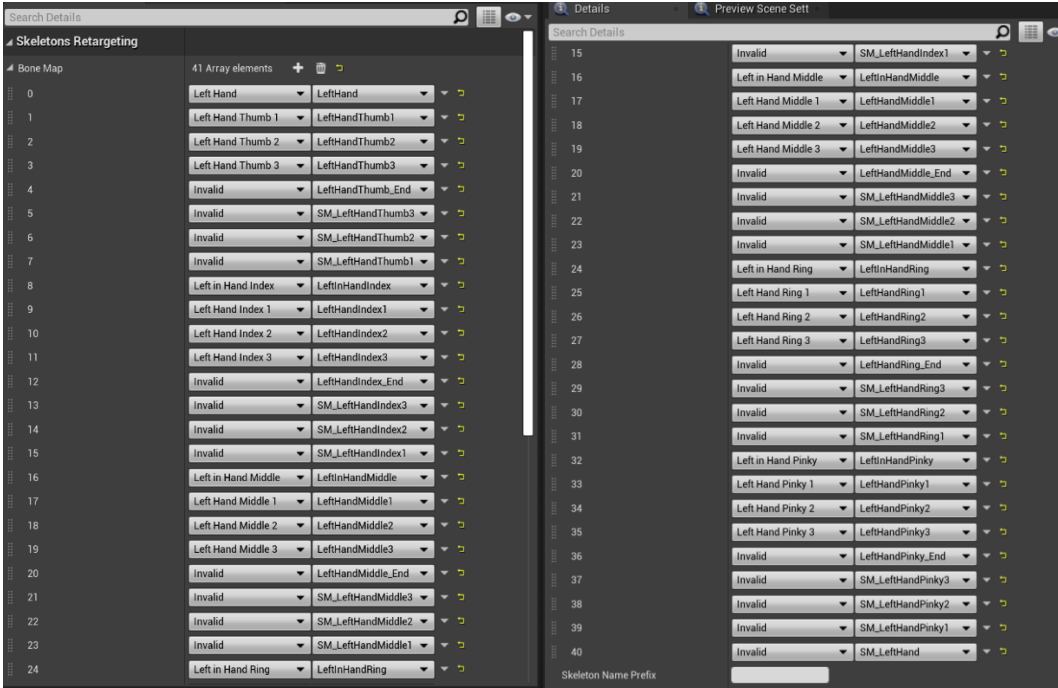 Search Details
Skeletons Retargeting
Bone Map 41 Array elements
0 Left Hand LeftHand
1 Left Hand Thumb 1 LeftHandThumb1
2 Left Hand Thumb 2 LeftHandThumb2
3 Left Hand Thumb 3 LeftHandThumb3
4 Invalid LeftHandThumb_End
5 Invalid SM_LeftHandThumb3
6 Invalid SM_LeftHandThumb2
7 Invalid SM_LeftHandThumb1
8 Left in Hand Index LeftInHandIndex
9 Left Hand Index 1 LeftHandIndex1
10 Left Hand Index 2 LeftHandIndex2
11 Left Hand Index 3 LeftHandIndex3
12 Invalid LeftHandIndex_End
13 Invalid SM_LeftHandIndex3
14 Invalid SM_LeftHandIndex2
15 Invalid SM_LeftHandIndex1
16 Left in Hand Middle LeftInHandMiddle
17 Left Hand Middle 1 LeftHandMiddle1
18 Left Hand Middle 2 LeftHandMiddle2
19 Left Hand Middle 3 LeftHandMiddle3
20 Invalid LeftHandMiddle_End
21 Invalid SM_LeftHandMiddle3
22 Invalid SM_LeftHandMiddle2
23 Invalid SM_LeftHandMiddle1
24 Left in Hand Ring LeftInHandRing
Details Preview Scene Sett
Search Details
15 Invalid SM_LeftHandIndex1
16 Left in Hand Middle LeftInHandMiddle
17 Left Hand Middle 1 LeftHandMiddle1
18 Left Hand Middle 2 LeftHandMiddle2
19 Left Hand Middle 3 LeftHandMiddle3
20 Invalid LeftHandMiddle_End
21 Invalid SM_LeftHandMiddle3
22 Invalid SM_LeftHandMiddle2
23 Invalid SM_LeftHandMiddle1
24 Left in Hand Ring LeftInHandRing
25 Left Hand Ring 1 LeftHandRing1
26 Left Hand Ring 2 LeftHandRing2
27 Left Hand Ring 3 LeftHandRing3
28 Invalid LeftHandRing_End
29 Invalid SM_LeftHandRing3
30 Invalid SM_LeftHandRing2
31 Invalid SM_LeftHandRing1
32 Left in Hand Pinky LeftInHandPinky
33 Left Hand Pinky 1 LeftHandPinky1
34 Left Hand Pinky 2 LeftHandPinky2
35 Left Hand Pinky 3 LeftHandPinky3
36 Invalid LeftHandPinky_End
37 Invalid SM_LeftHandPinky3
38 Invalid SM_LeftHandPinky2
39 Invalid SM_LeftHandPinky1
40 Invalid SM_LeftHand
Skeleton Name Prefix